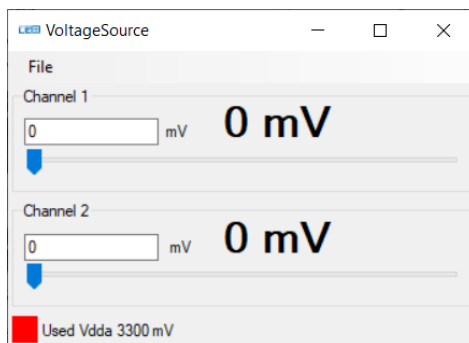 VoltageSource
File
Channel 1
0 mV 0 mV
Channel 2
0 mV 0 mV
Used Vdda 3300 mV